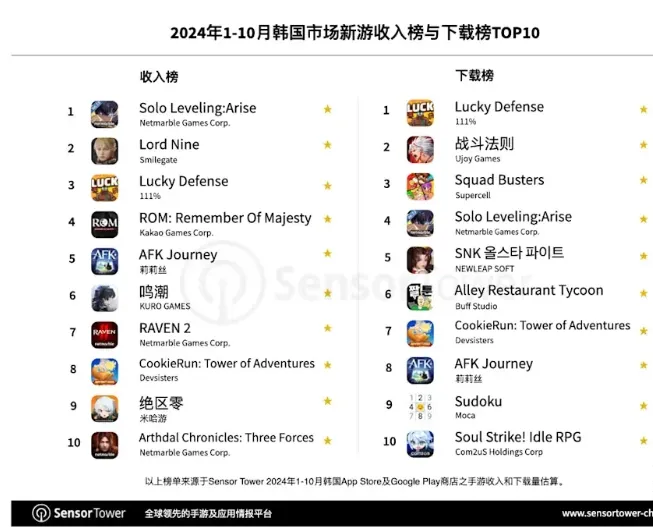 2024年1-10月韩国市场新游收入榜与下载榜TOP10
收入榜
1
Solo Leveling:Arise
Netmarble Games Corp.
2
Lord Nine
Smilegate
3
Lucky Defense
111%
4
ROM: Remember Of Majesty
Kakao Games Corp.
5
AFK Journey
莉莉丝
6
鸣潮
KURO GAMES
7
RAVEN 2
Netmarble Games Corp.
8
CookieRun: Tower of Adventures
Devsisters
9
绝区零
米哈游
10
Arthdal Chronicles: Three Forces
Netmarble Games Corp.
下载榜
1
Lucky Defense
111%
2
战斗法则
Ujoy Games
3
Squad Busters
Supercell
4
Solo Leveling:Arise
Netmarble Games Corp.
5
SNK 올스타 파이트
NEWLEAP SOFT
6
Alley Restaurant Tycoon
Buff Studio
7
CookieRun: Tower of Adventures
Devsisters
8
AFK Journey
莉莉丝
9
Sudoku
Moca
10
Soul Strike! Idle RPG
Com2uS Holdings Corp
SensorTower
以上榜单来源于Sensor Tower 2024年1-10月韩国App Store及Google Play商店之手游收入和下载量估算。
SensorTower
全球领先的手游及应用情报平台
www.sensortower-ch